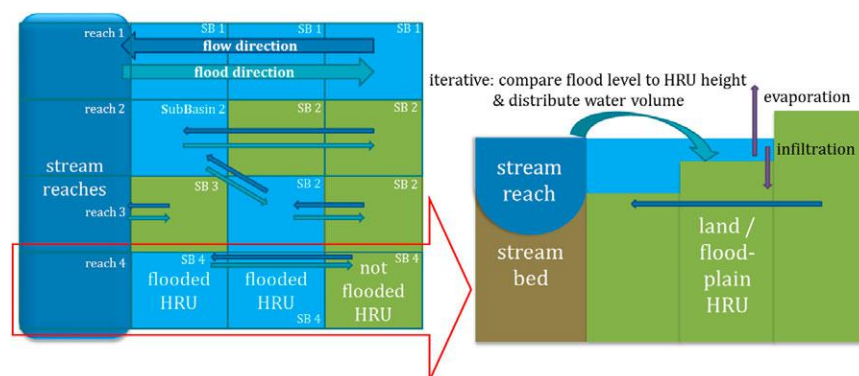 reach 1
SB 1
SB 1
SB 1
flow direction
flood direction
reach 2
SubBasin 2
SB 2
SB 2
stream
reaches
SB 3
SB 2
SB 2
reach 3
reach 4
SB 4
flooded
HRU
flooded
HRU
SB 4
SB 4
not
flooded
HRU
iterative: compare flood level to HRU height
& distribute water volume
evaporation
infiltration
stream
reach
stream
bed
land /
flood-
plain
HRU